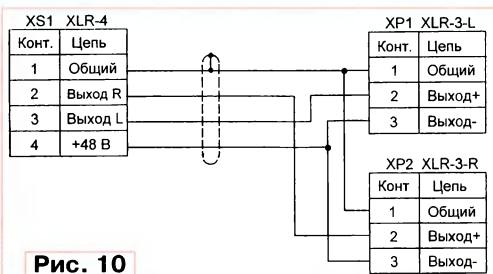 XS1 XLR-4
Конт. Цепь
1 Общий
2 Выход R
3 Выход L
4 +48 В
XP1 XLR-3-L
Конт. Цепь
1 Общий
2 Выход+
3 Выход-
XP2 XLR-3-R
Конт Цепь
1 Общий
2 Выход+
3 Выход-
Рис. 10